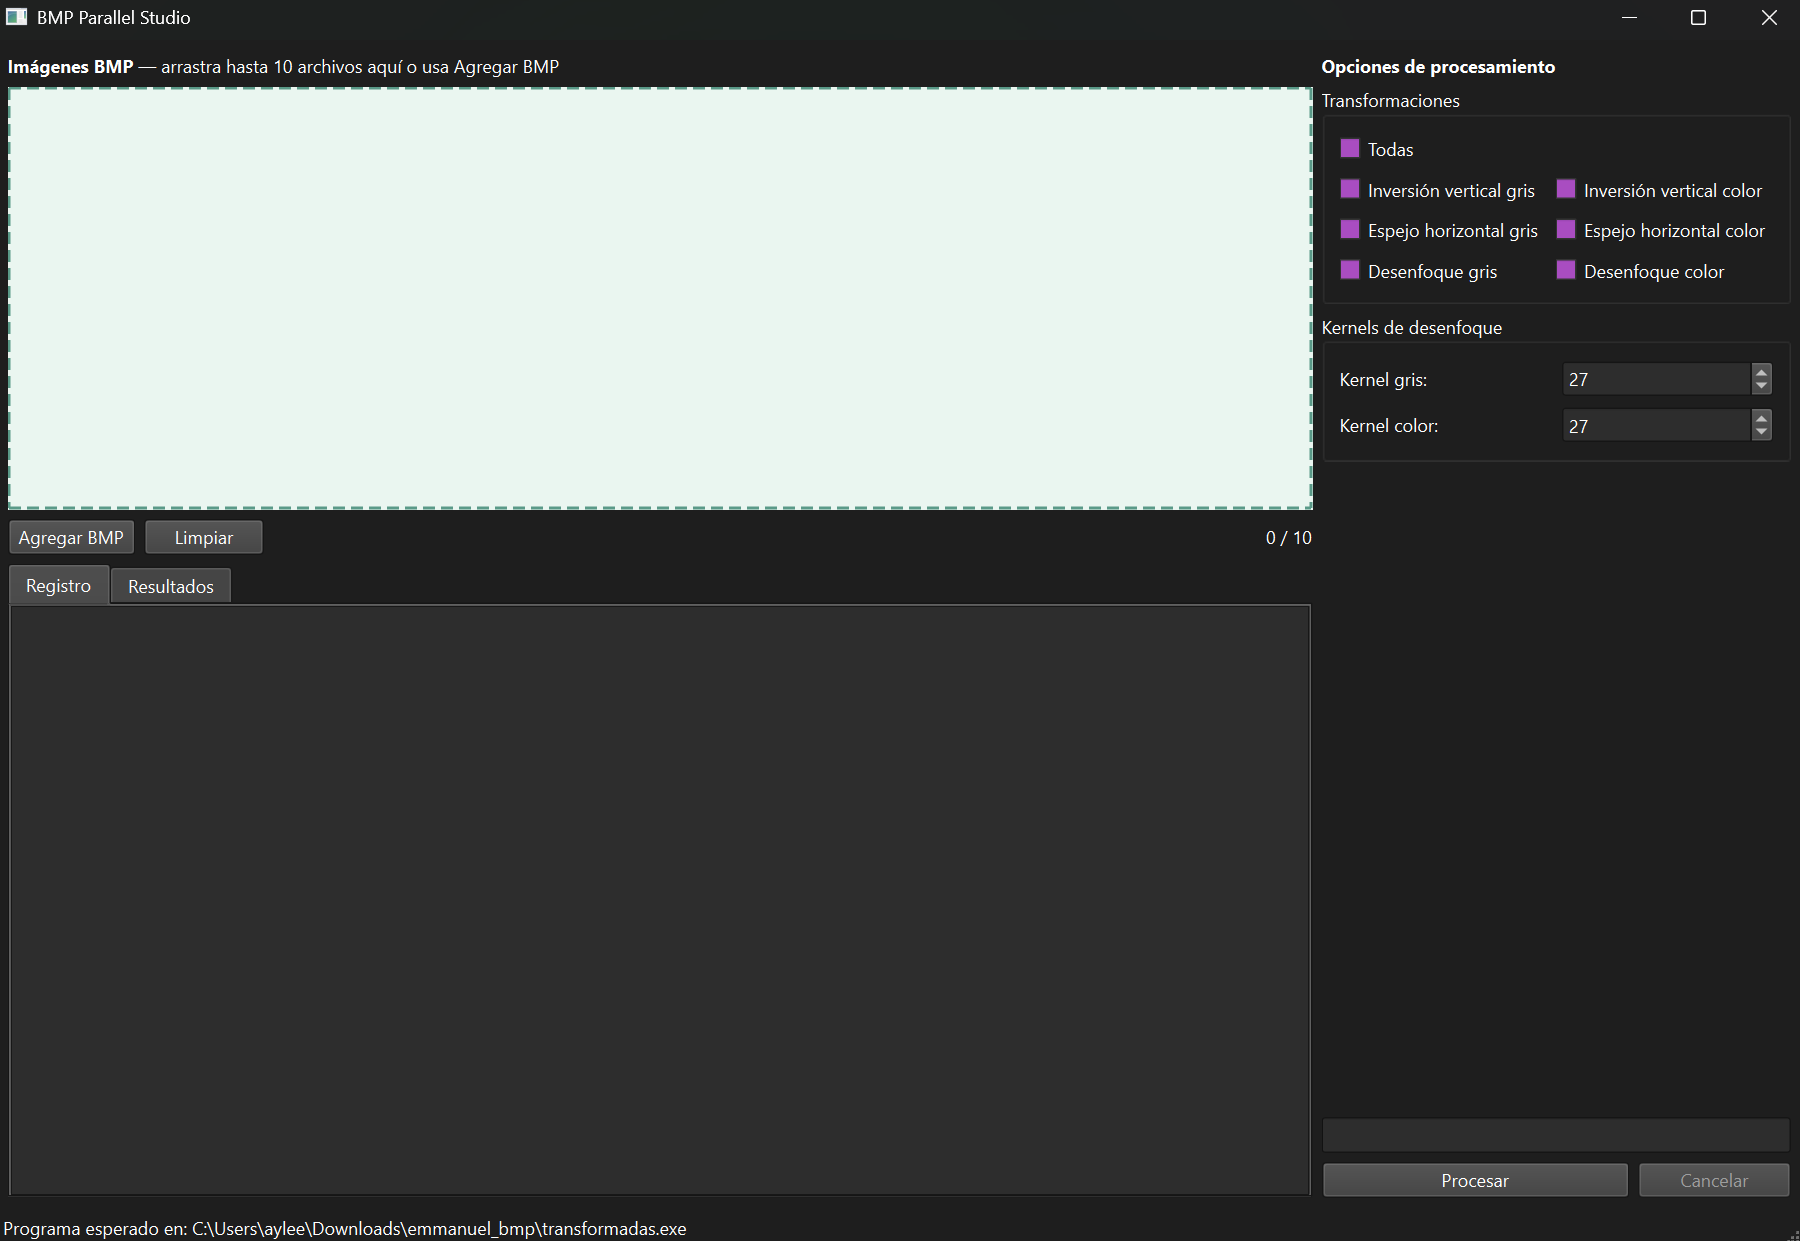 BMP Parallel Studio
Imágenes BMP — arrastra hasta 10 archivos aquí o usa Agregar BMP
Agregar BMP
Limpiar
0 / 10
Registro
Resultados
Opciones de procesamiento
Transformaciones
Todas
Inversión vertical gris
Inversión vertical color
Espejo horizontal gris
Espejo horizontal color
Desenfoque gris
Desenfoque color
Kernels de desenfoque
Kernel gris: 27
Kernel color: 27
Procesar
Cancelar
Programa esperado en: C:\Users\aylee\Downloads\emmanuel_bmp\transformadas.exe